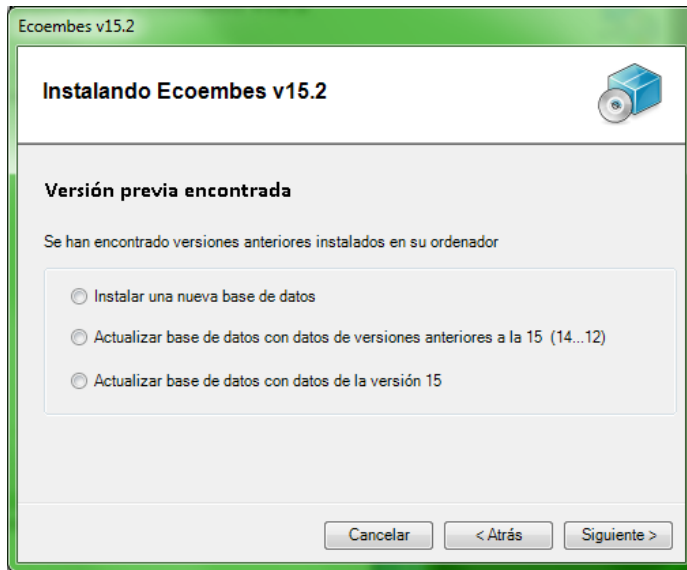 Ecoembes v15.2
Instalando Ecoembes v15.2
Versión previa encontrada
Se han encontrado versiones anteriores instalados en su ordenador
Instalar una nueva base de datos
Actualizar base de datos con datos de versiones anteriores a la 15 (14...12)
Actualizar base de datos con datos de la versión 15
Cancelar < Atrás Siguiente >